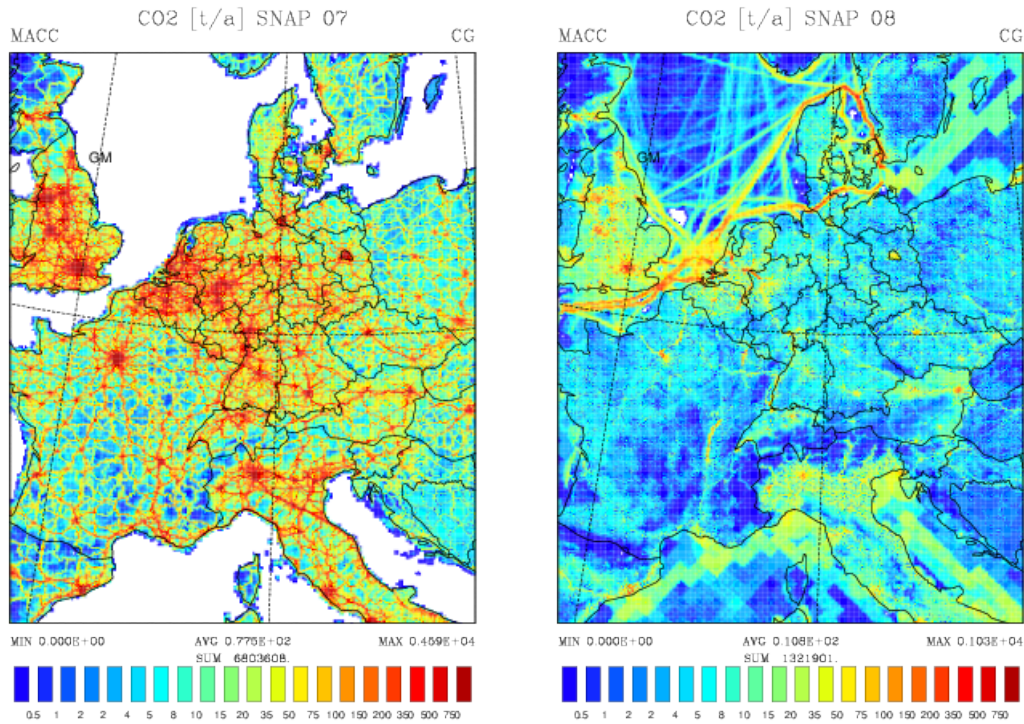 CO2 [t/a] SNAP 07
MACC CG
GM
MIN 0.000E+00 AVG 0.775E+02 MAX 0.459E+04
SUM 6803608.
0.5 1 2 2 4 5 8 10 15 20 35 50 75 100 150 200 350 500 750
CO2 [t/a] SNAP 08
MACC CG
GM
MIN 0.000E+00 AVG 0.108E+02 MAX 0.103E+04
SUM 1321901.
0.5 1 2 2 4 5 8 10 15 20 35 50 75 100 150 200 350 500 750